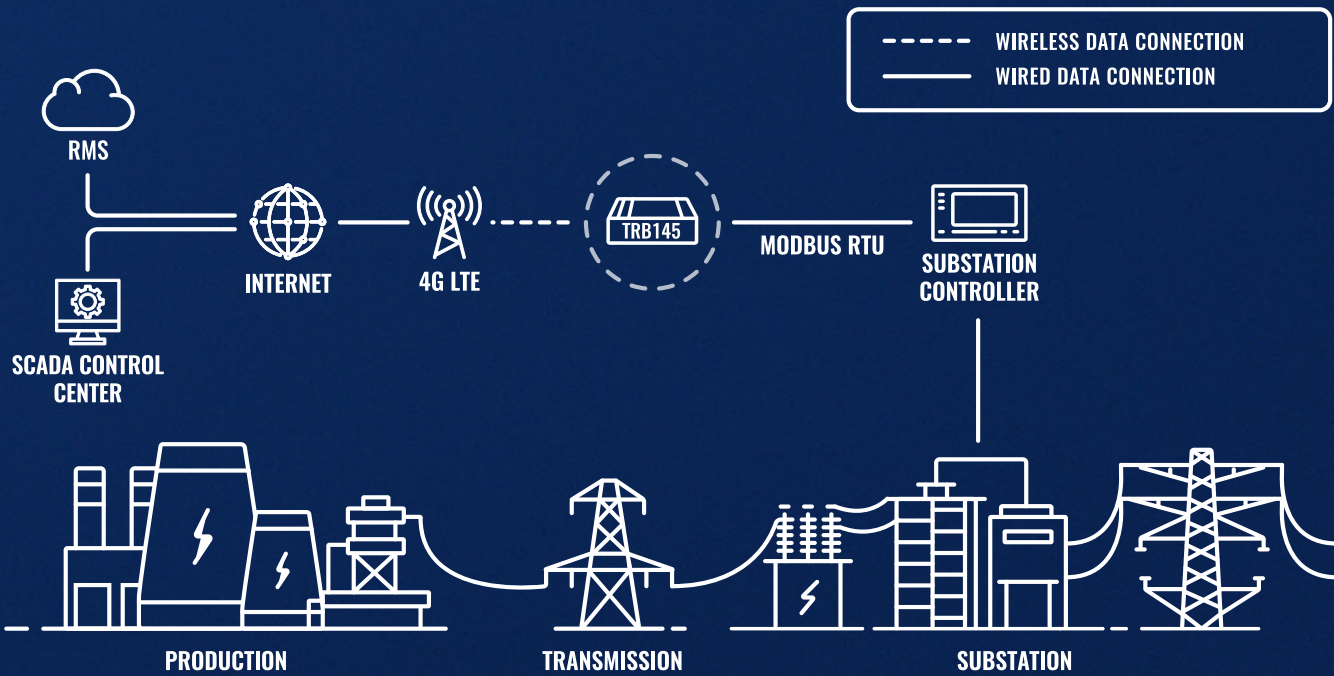 WIRELESS DATA CONNECTION
WIRED DATA CONNECTION
RMS
INTERNET
4G LTE
TRB145
MODBUS RTU
SUBSTATION
CONTROLLER
SCADA CONTROL
CENTER
PRODUCTION
TRANSMISSION
SUBSTATION